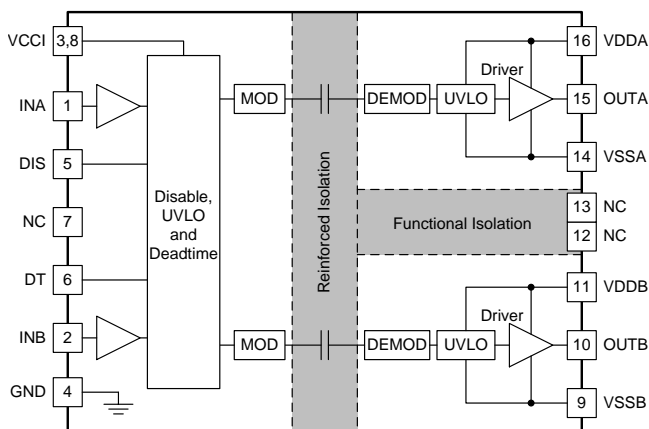 VCCI 3,8
16 VDDA
Driver
INA 1
MOD
DEMOD UVLO
15 OUTA
DIS 5
14 VSSA
Disable,
UVLO
and
Deadtime
Reinforced Isolation
NC 7
13 NC
Functional Isolation
12 NC
DT 6
11 VDDB
Driver
INB 2
MOD
DEMOD UVLO
10 OUTB
GND 4
9 VSSB